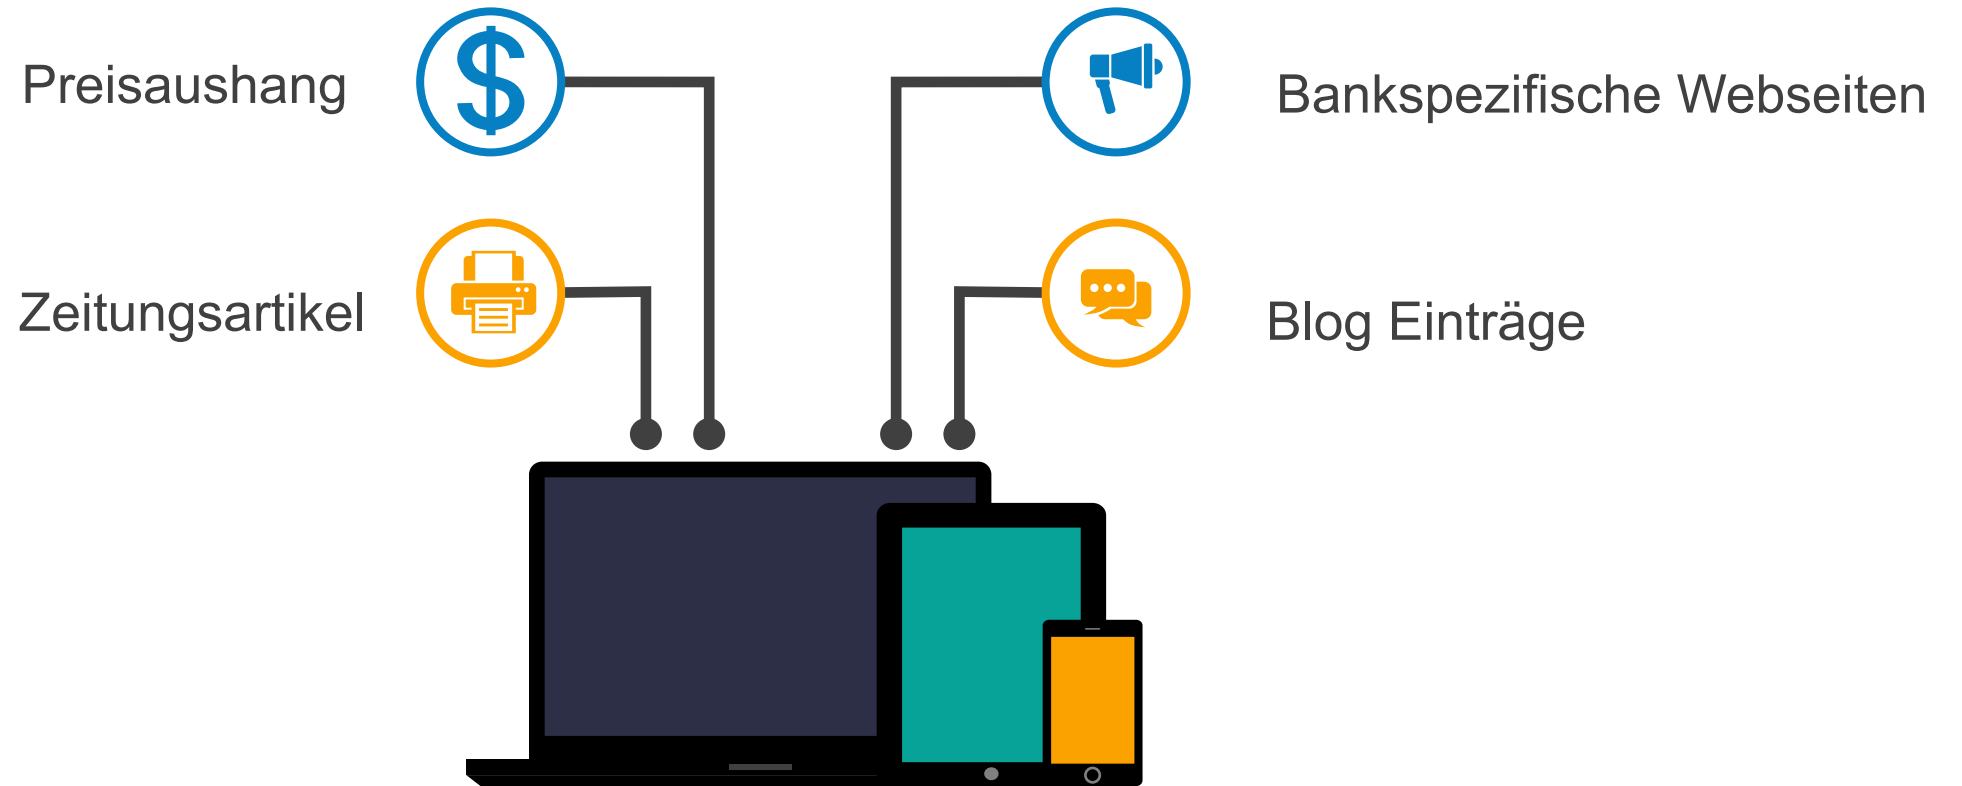 Preisaushang
Bankspezifische Webseiten
Zeitungsartikel
Blog Einträge